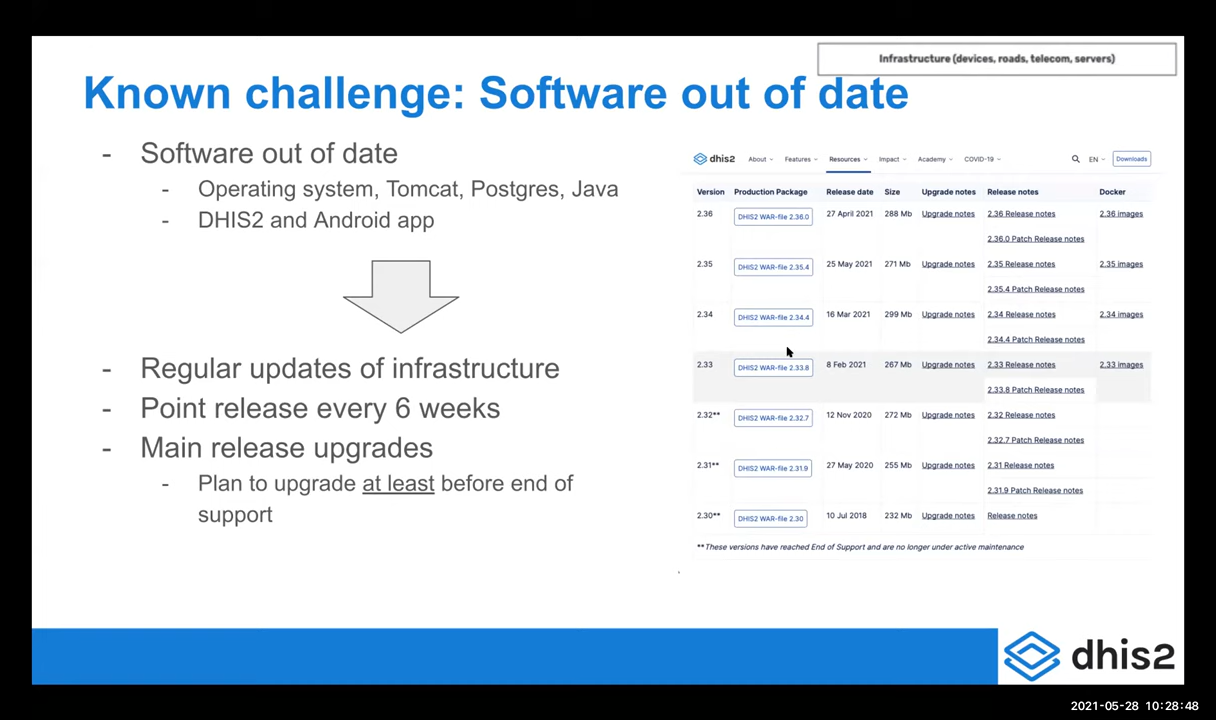 Infrastructure (devices, roads, telecom, servers)
Known challenge: Software out of date
- Software out of date
- Operating system, Tomcat, Postgres, Java
- DHIS2 and Android app
- Regular updates of infrastructure
- Point release every 6 weeks
- Main release upgrades
- Plan to upgrade at least before end of
support
dhis2 About Features Resources Impact Academy COVID-19 EN Downloads
Version Production Package Release date Size Upgrade notes Release notes Docker
2.36 DHIS2 WAR-file 2.36.0 27 April 2021 288 Mb Upgrade notes 2.36 Release notes 2.36 images
2.36.0 Patch Release notes
2.35 DHIS2 WAR-file 2.35.4 25 May 2021 271 Mb Upgrade notes 2.35 Release notes 2.35 images
2.35.4 Patch Release notes
2.34 DHIS2 WAR-file 2.34.4 16 Mar 2021 299 Mb Upgrade notes 2.34 Release notes 2.34 images
2.34.4 Patch Release notes
2.33 DHIS2 WAR-file 2.33.8 8 Feb 2021 267 Mb Upgrade notes 2.33 Release notes 2.33 images
2.33.8 Patch Release notes
2.32** DHIS2 WAR-file 2.32.7 12 Nov 2020 272 Mb Upgrade notes 2.32 Release notes
2.32.7 Patch Release notes
2.31** DHIS2 WAR-file 2.31.9 27 May 2020 255 Mb Upgrade notes 2.31 Release notes
2.31.9 Patch Release notes
2.30** DHIS2 WAR-file 2.30 10 Jul 2018 232 Mb Upgrade notes Release notes
**These versions have reached End of Support and are no longer under active maintenance
dhis2
2021-05-28 10:28:48